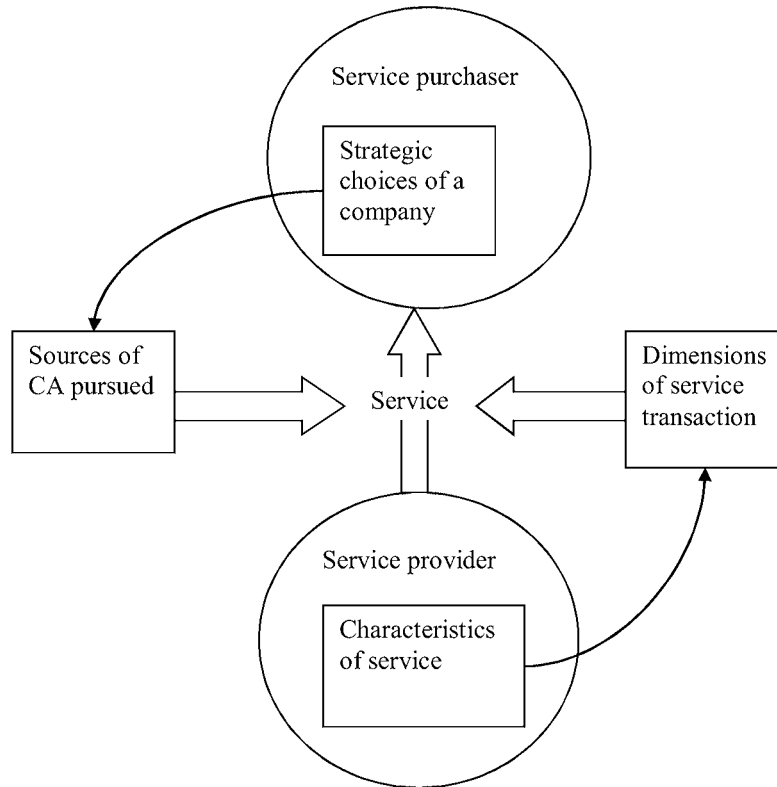 Service purchaser
Strategic
choices of a
company
Sources of
CA pursued
Service
Dimensions
of service
transaction
Service provider
Characteristics
of service